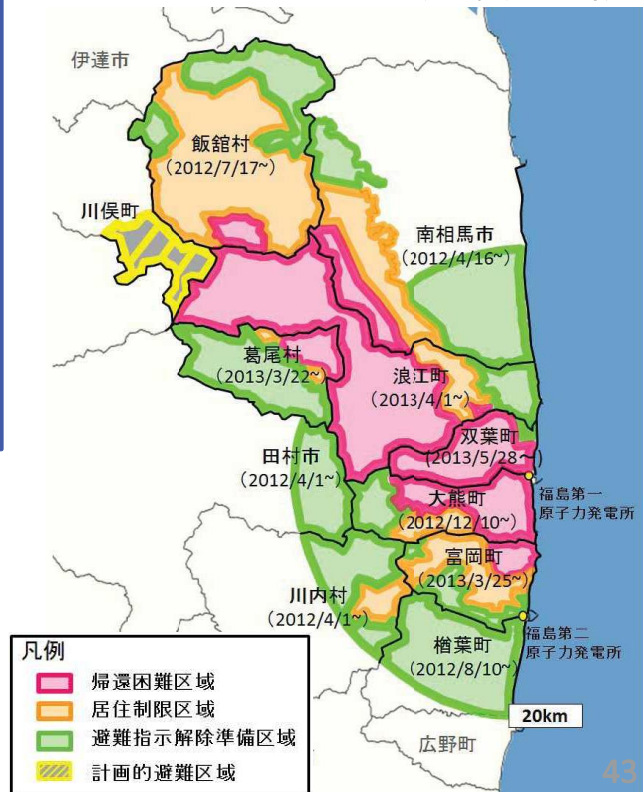 伊達市
飯舘村
(2012/7/17~)
川俣町
南相馬市
(2012/4/16~)
葛尾村
(2013/3/22~)
浪江町
(2013/4/1~)
双葉町
(2013/5/28~)
田村市
(2012/4/1~)
大熊町
(2012/12/10~)
福島第一
原子力発電所
富岡町
(2013/3/25~)
川内村
(2012/4/1~)
福島第二
原子力発電所
楢葉町
(2012/8/10~)
20km
広野町
凡例
帰還困難区域
居住制限区域
避難指示解除準備区域
計画的避難区域
43